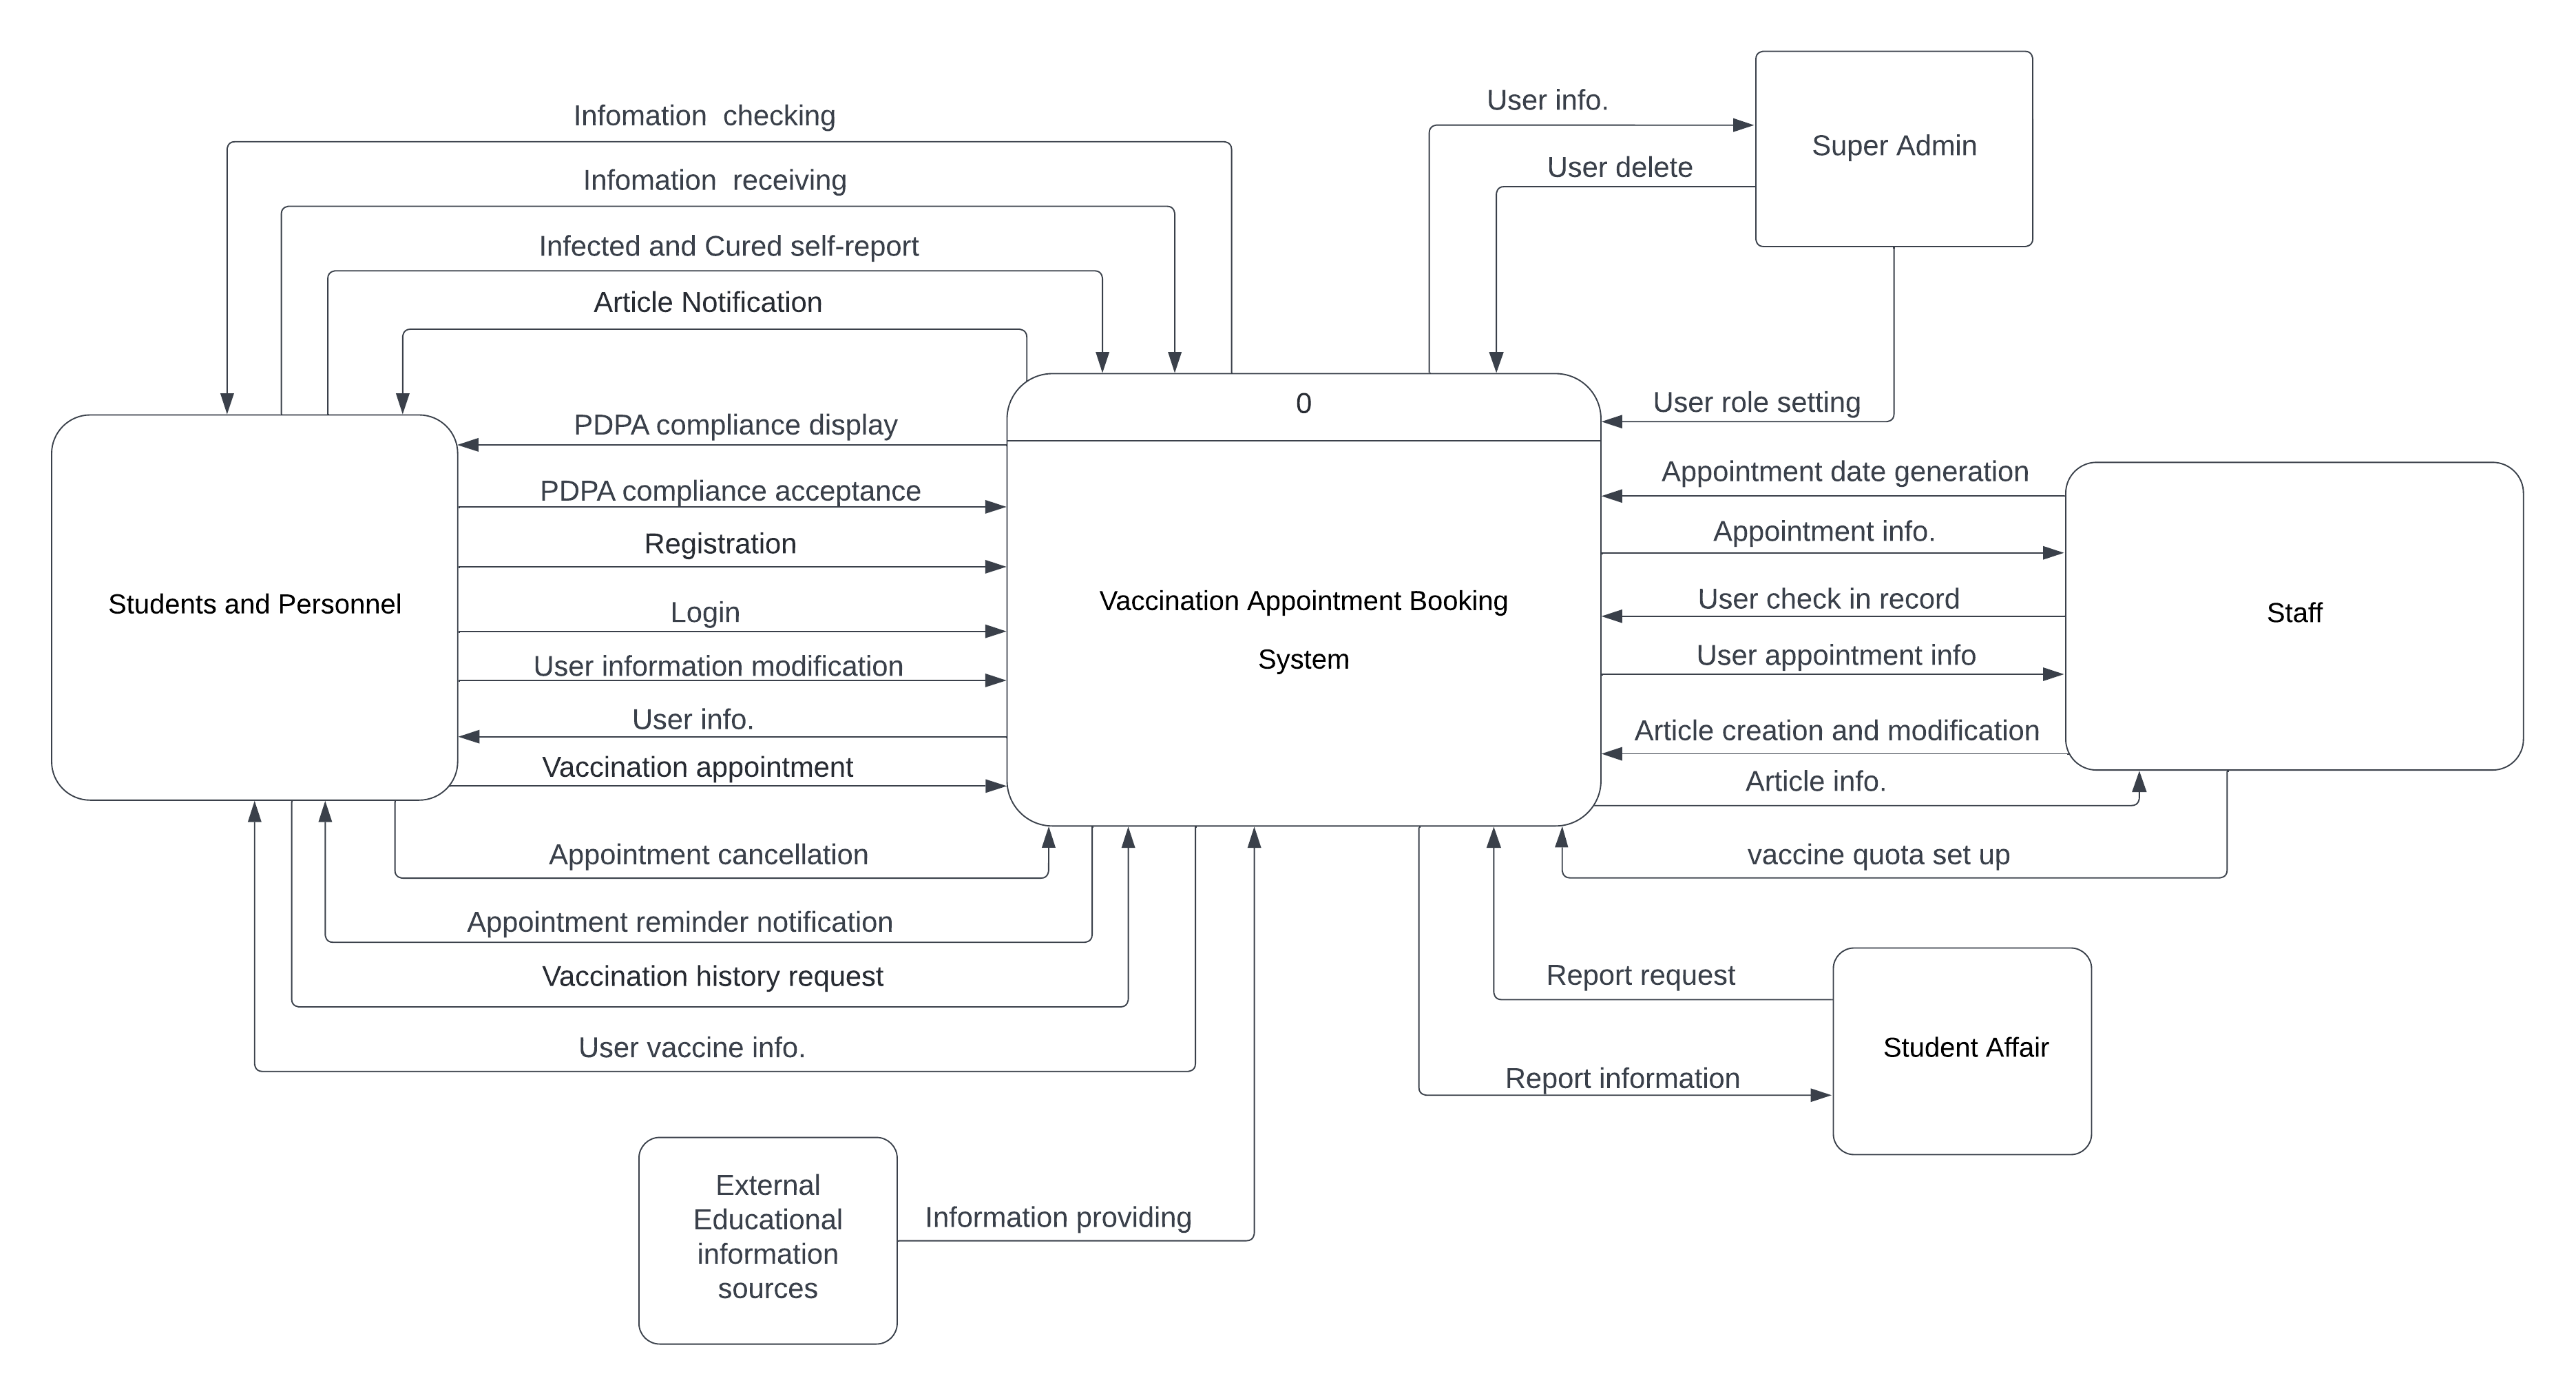 User info.
Infomation  checking
Super Admin
User delete
Infomation  receiving
Infected and Cured self-report
Article Notification
0
User role setting
PDPA compliance display
Appointment date generation
PDPA compliance acceptance
Appointment info.
Registration
User check in record
Vaccination Appointment Booking
System
Students and Personnel
Staff
Login
User appointment info
User information modification
User info.
Article creation and modification
Vaccination appointment
Article info.
Appointment cancellation
vaccine quota set up
Appointment reminder notification
Vaccination history request
Report request
User vaccine info.
Student Affair
Report information
External
Educational
information
sources
Information providing